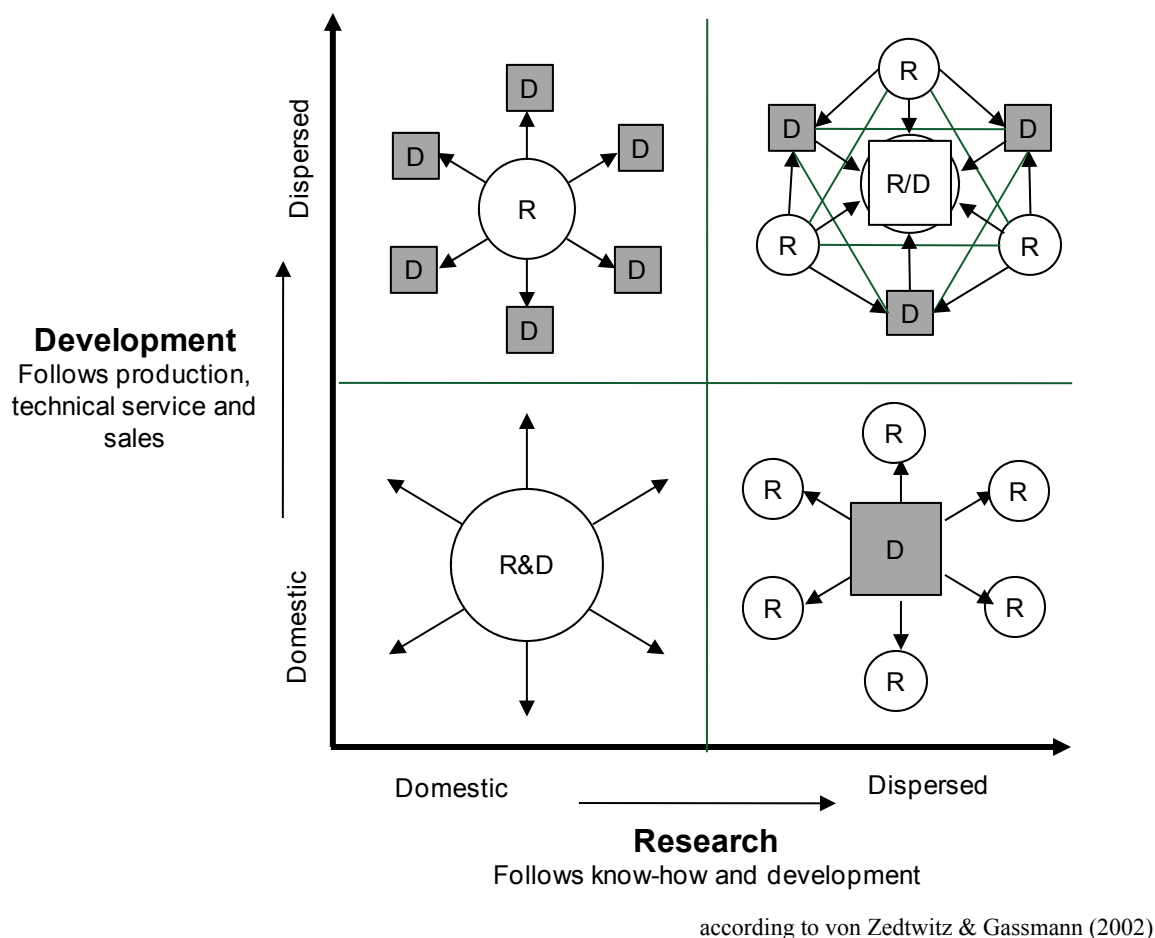 Dispersed
Domestic
Development
Follows production,
technical service and
sales
D
D
D
R
D
D
D
R
D
D
R/D
R
R
D
R&D
R
R
R
D
R
R
R
Domestic
Dispersed
Research
Follows know-how and development
according to von Zedtwitz & Gassmann (2002)